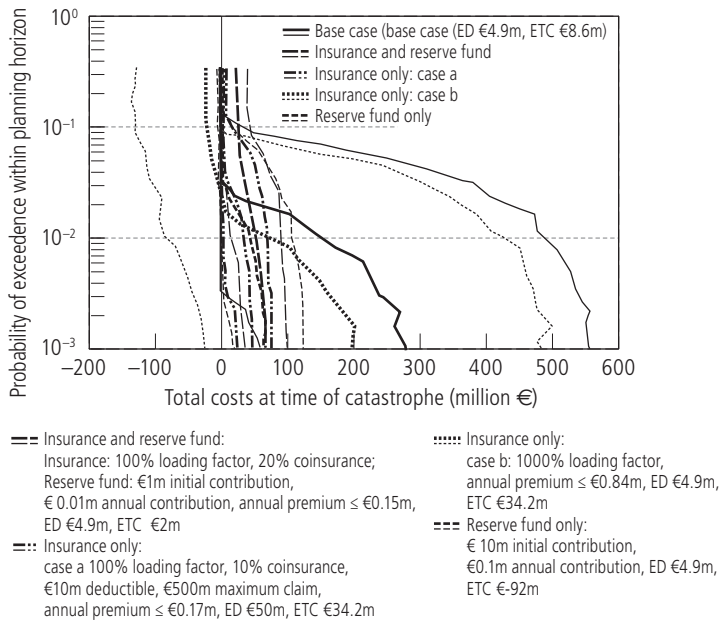 Probability of exceedence within planning horizon
10⁰
10⁻¹
10⁻²
10⁻³
Base case (base case (ED €4.9m, ETC €8.6m)
Insurance and reserve fund
Insurance only: case a
Insurance only: case b
Reserve fund only
–200 –100 0 100 200 300 400 500 600
Total costs at time of catastrophe (million €)
Insurance and reserve fund:
Insurance: 100% loading factor, 20% coinsurance;
Reserve fund: €1m initial contribution,
€ 0.01m annual contribution, annual premium ≤ €0.15m,
ED €4.9m, ETC €2m
Insurance only:
case a 100% loading factor, 10% coinsurance,
€10m deductible, €500m maximum claim,
annual premium ≤ €0.17m, ED €50m, ETC €34.2m
Insurance only:
case b: 1000% loading factor,
annual premium ≤ €0.84m, ED €4.9m,
ETC €34.2m
Reserve fund only:
€ 10m initial contribution,
€0.1m annual contribution, ED €4.9m,
ETC €-92m